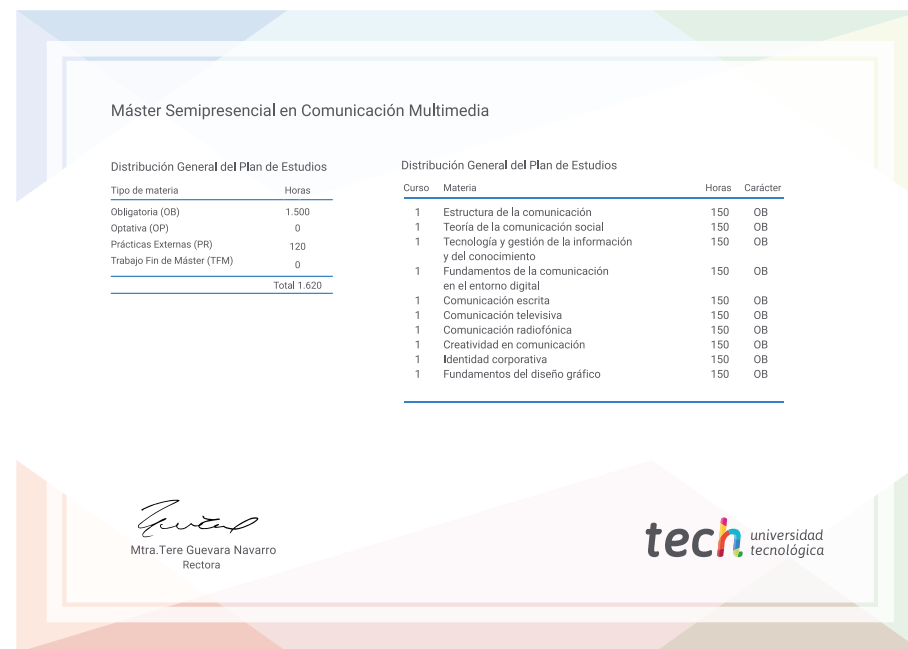 Máster Semipresencial en Comunicación Multimedia
Distribución General del Plan de Estudios
Tipo de materia Horas
Obligatoria (OB) 1.500
Optativa (OP) 0
Prácticas Externas (PR) 120
Trabajo Fin de Máster (TFM) 0
Total 1.620
Distribución General del Plan de Estudios
Curso Materia Horas Carácter
1 Estructura de la comunicación 150 OB
1 Teoría de la comunicación social 150 OB
1 Tecnología y gestión de la información 150 OB
y del conocimiento
1 Fundamentos de la comunicación 150 OB
en el entorno digital
1 Comunicación escrita 150 OB
1 Comunicación televisiva 150 OB
1 Comunicación radiofónica 150 OB
1 Creatividad en comunicación 150 OB
1 Identidad corporativa 150 OB
1 Fundamentos del diseño gráfico 150 OB
Mtra.Tere Guevara Navarro
Rectora
tech universidad
tecnológica